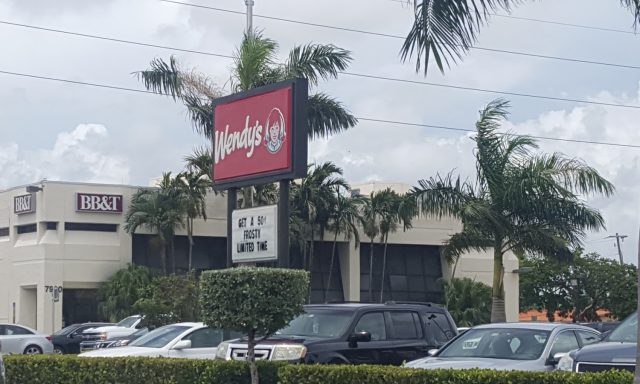 BB&T
BB&T
Wendy's
GET A 50¢
FROSTY
LIMITED TIME